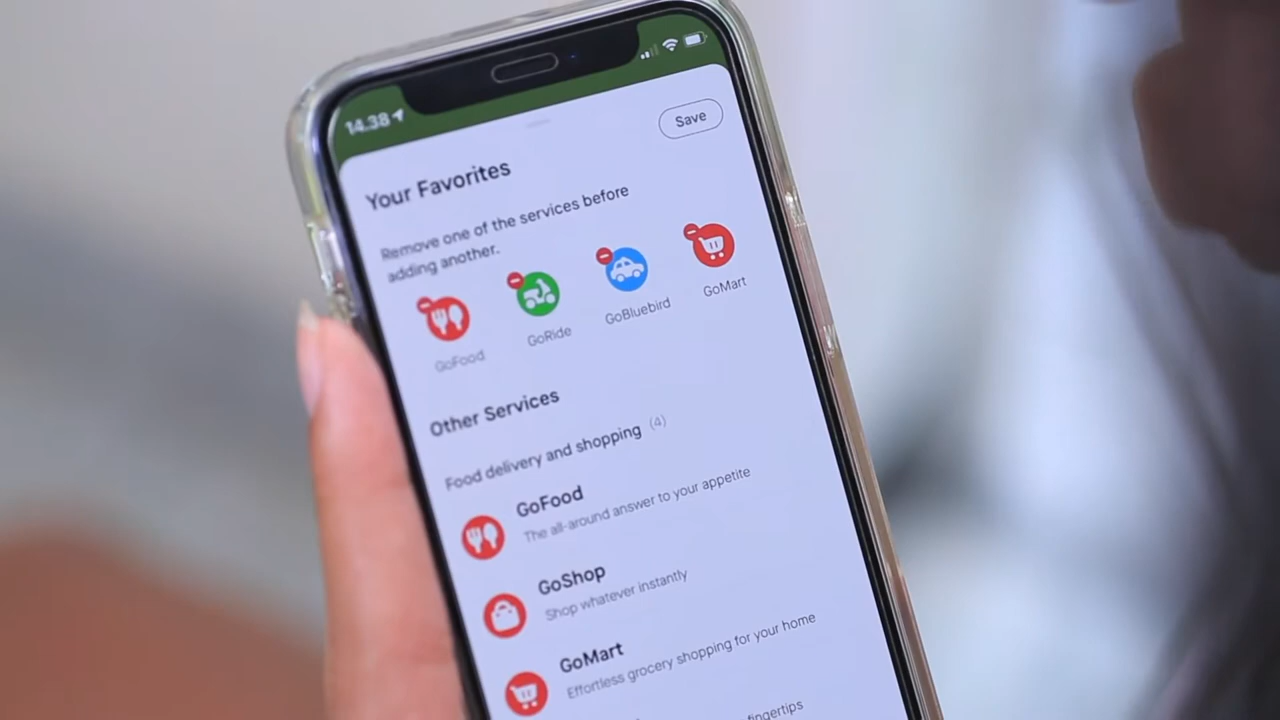 14.38
Save
Your Favorites
Remove one of the services before
adding another.
GoFood
GoRide
GoBluebird
GoMart
Other Services
Food delivery and shopping (4)
GoFood
The all-around answer to your appetite
GoShop
Shop whatever instantly
GoMart
Effortless grocery shopping for your home
fingertips